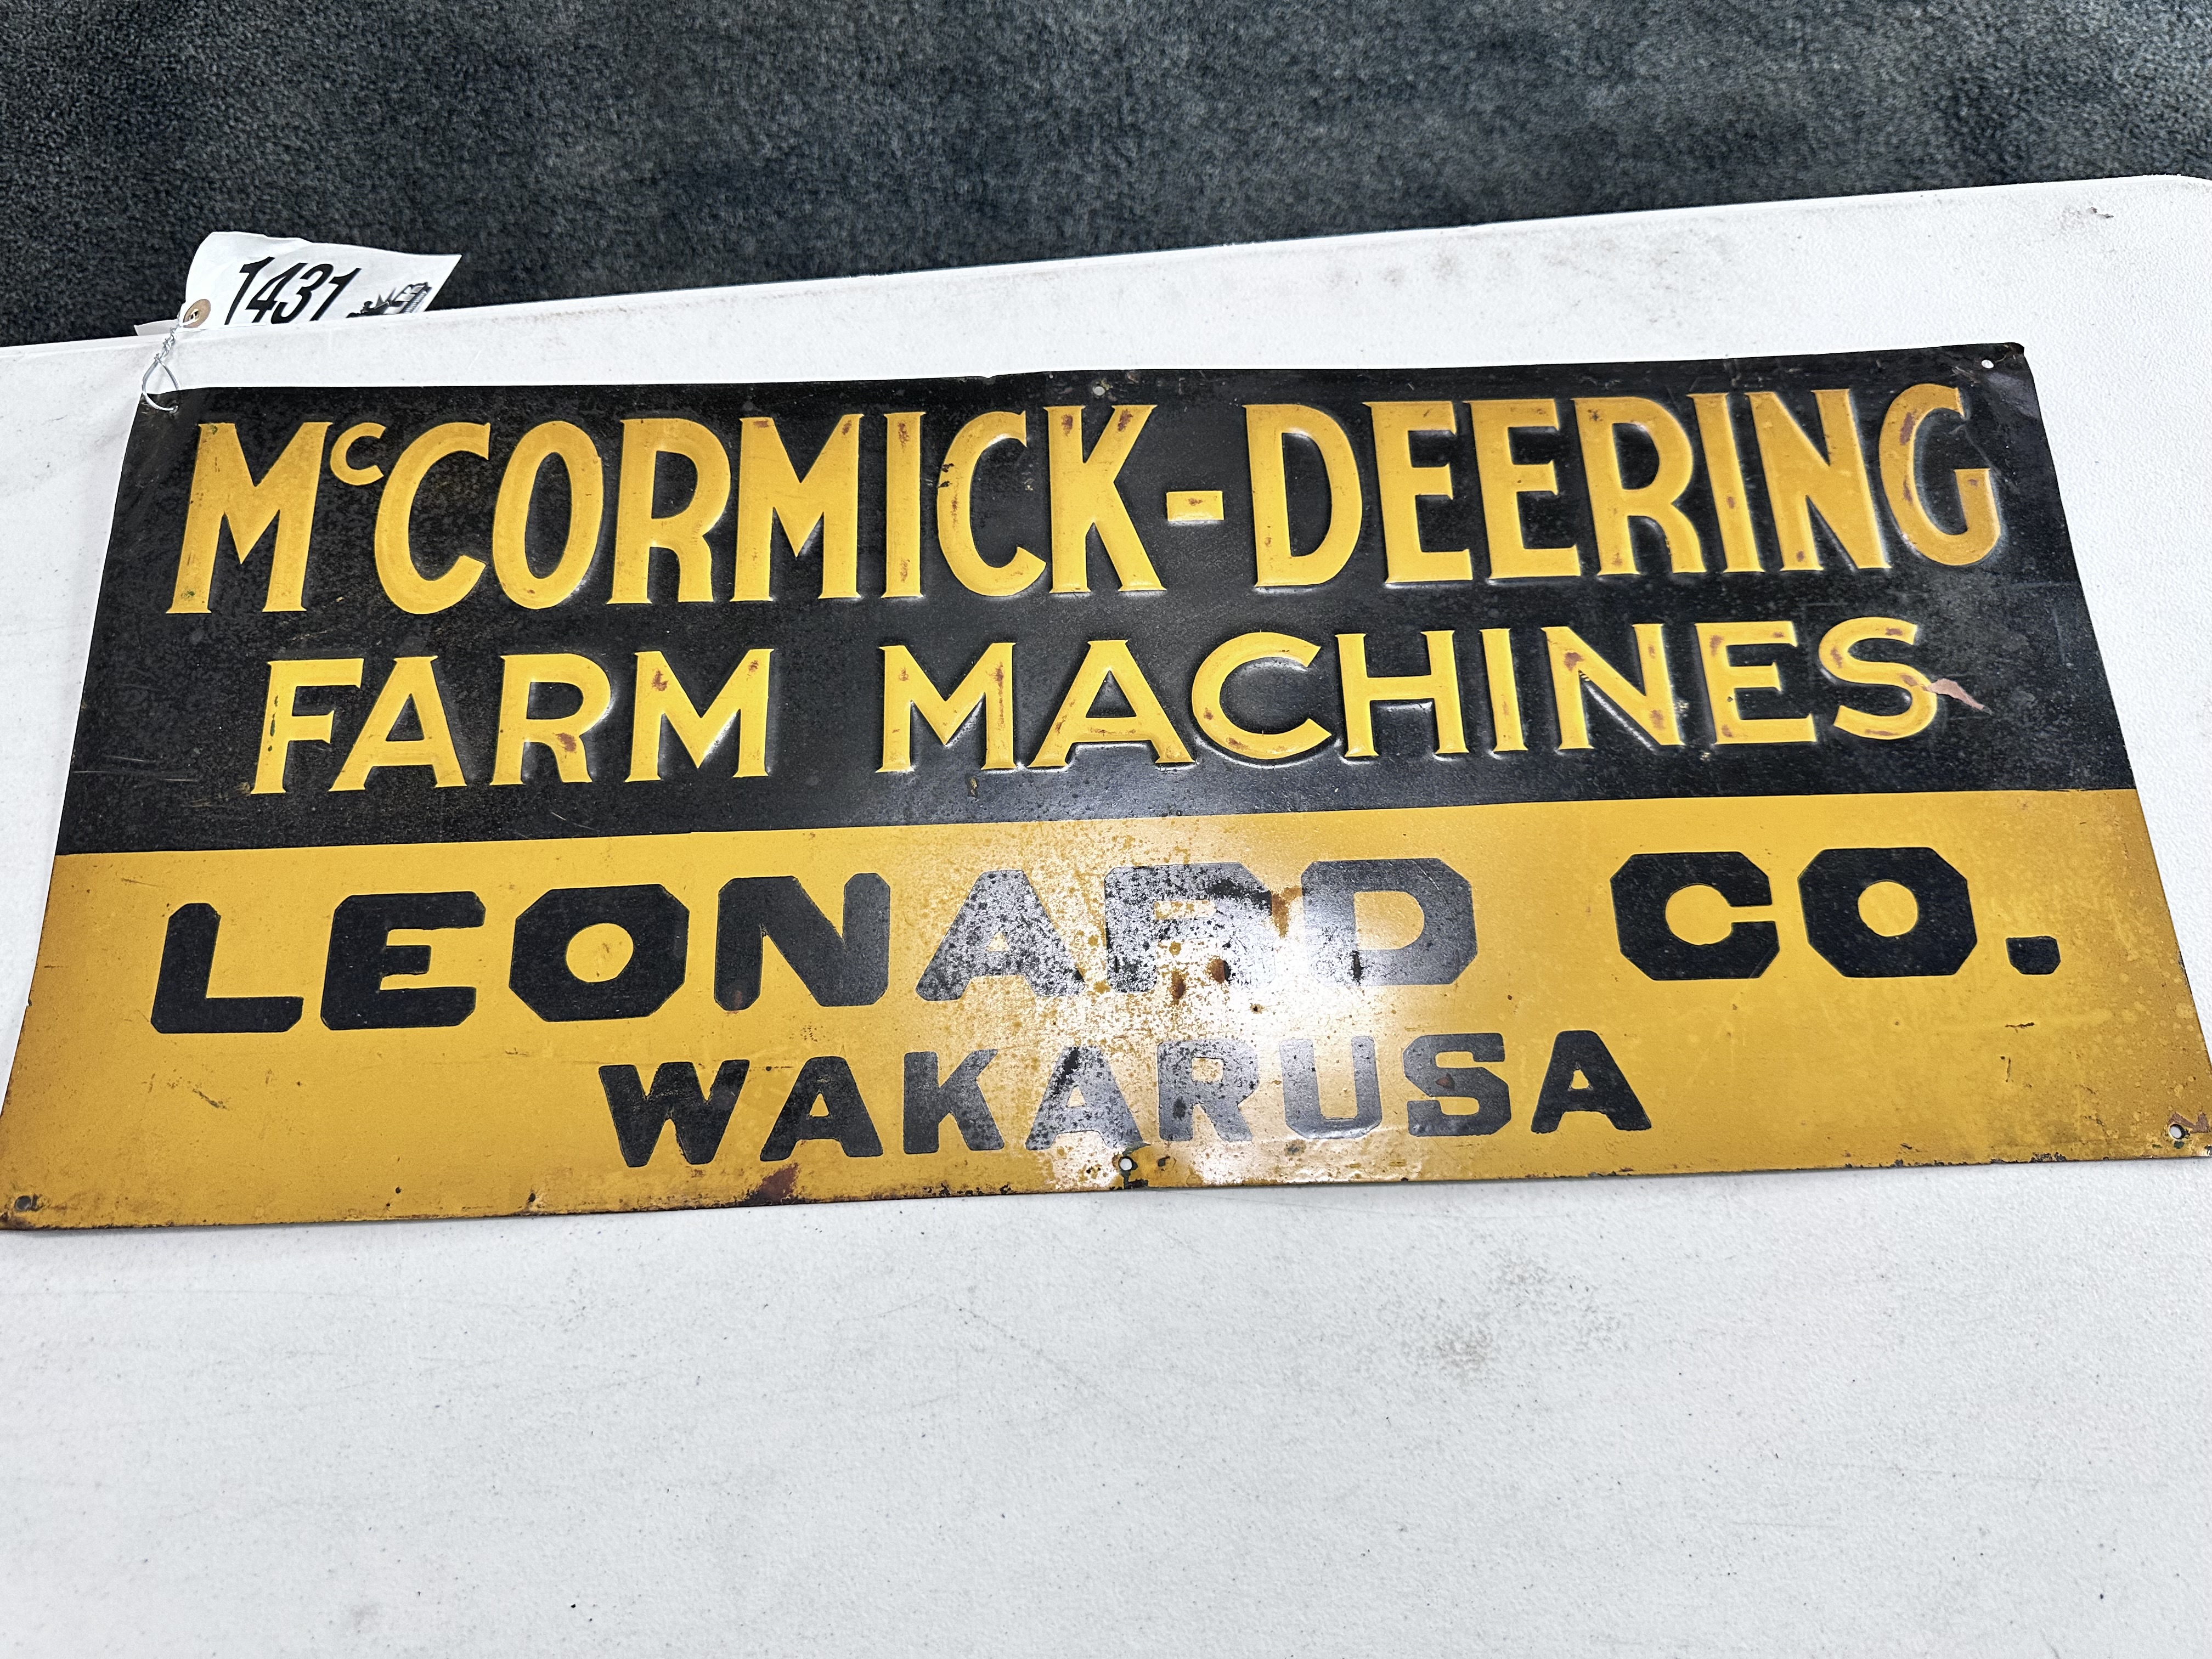 1431
McCORMICK-DEERING
FARM MACHINES
LEONARD CO.
WAKARUSA